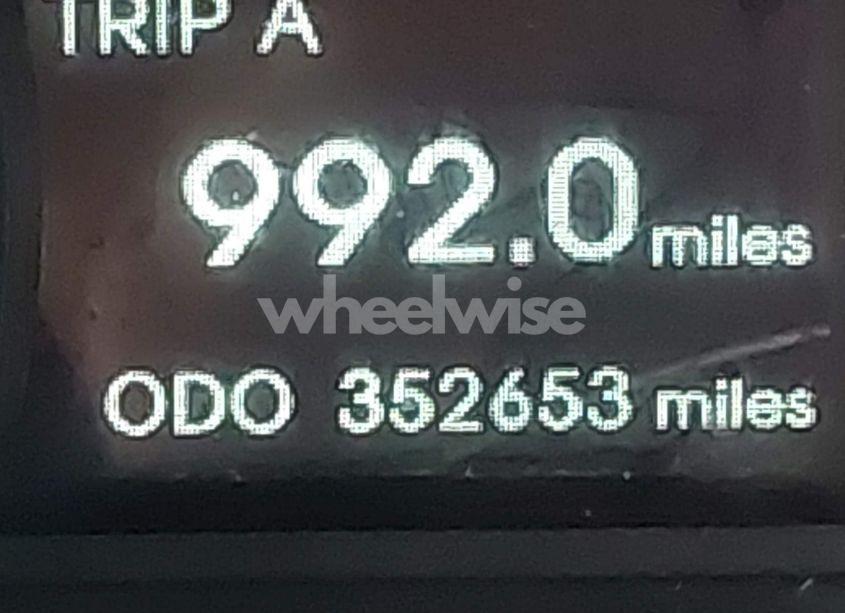 TRIP A
992.0 miles
wheelwise
ODO 352653 miles